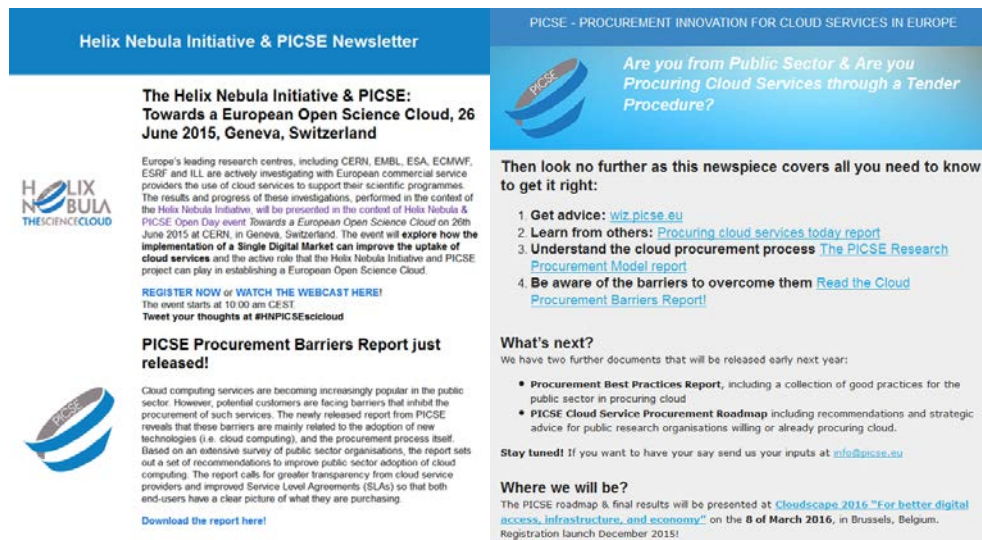 Helix Nebula Initiative & PICSE Newsletter
The Helix Nebula Initiative & PICSE:
Towards a European Open Science Cloud, 26
June 2015, Geneva, Switzerland
HELIX
NEBULA
THESCIENCECLOUD
Europe's leading research centres, including CERN, EMBL, ESA, ECMWF,
ESRF and ILL are actively investigating with European commercial service
providers the use of cloud services to support their scientific programmes.
The results and progress of these investigations, performed in the context of
the Helix Nebula Initiative, will be presented in the context of Helix Nebula &
PICSE Open Day event Towards a European Open Science Cloud on 26th
June 2015 at CERN, in Geneva, Switzerland. The event will explore how the
implementation of a Single Digital Market can improve the uptake of
cloud services and the active role that the Helix Nebula Initiative and PICSE
project can play in establishing a European Open Science Cloud.
REGISTER NOW or WATCH THE WEBCAST HERE!
The event starts at 10:00 am CEST.
Tweet your thoughts at #HNPICSEscicloud
PICSE Procurement Barriers Report just
released!
PICSE
Cloud computing services are becoming increasingly popular in the public
sector. However, potential customers are facing barriers that inhibit the
procurement of such services. The newly released report from PICSE
reveals that these barriers are mainly related to the adoption of new
technologies (i.e. cloud computing), and the procurement process itself.
Based on an extensive survey of public sector organisations, the report sets
out a set of recommendations to improve public sector adoption of cloud
computing. The report calls for greater transparency from cloud service
providers and improved Service Level Agreements (SLAs) so that both
end-users have a clear picture of what they are purchasing.
Download the report here!
PICSE - PROCUREMENT INNOVATION FOR CLOUD SERVICES IN EUROPE
PICSE
Are you from Public Sector & Are you
Procuring Cloud Services through a Tender
Procedure?
Then look no further as this newspiece covers all you need to know
to get it right:
1. Get advice: wiz.picse.eu
2. Learn from others: Procuring cloud services today report
3. Understand the cloud procurement process The PICSE Research
Procurement Model report
4. Be aware of the barriers to overcome them Read the Cloud
Procurement Barriers Report!
What's next?
We have two further documents that will be released early next year:
• Procurement Best Practices Report, including a collection of good practices for the
public sector in procuring cloud
• PICSE Cloud Service Procurement Roadmap including recommendations and strategic
advice for public research organisations willing or already procuring cloud.
Stay tuned! If you want to have your say send us your inputs at info@picse.eu
Where we will be?
The PICSE roadmap & final results will be presented at Cloudscape 2016 "For better digital
access, infrastructure, and economy" on the 8 of March 2016, in Brussels, Belgium.
Registration launch December 2015!